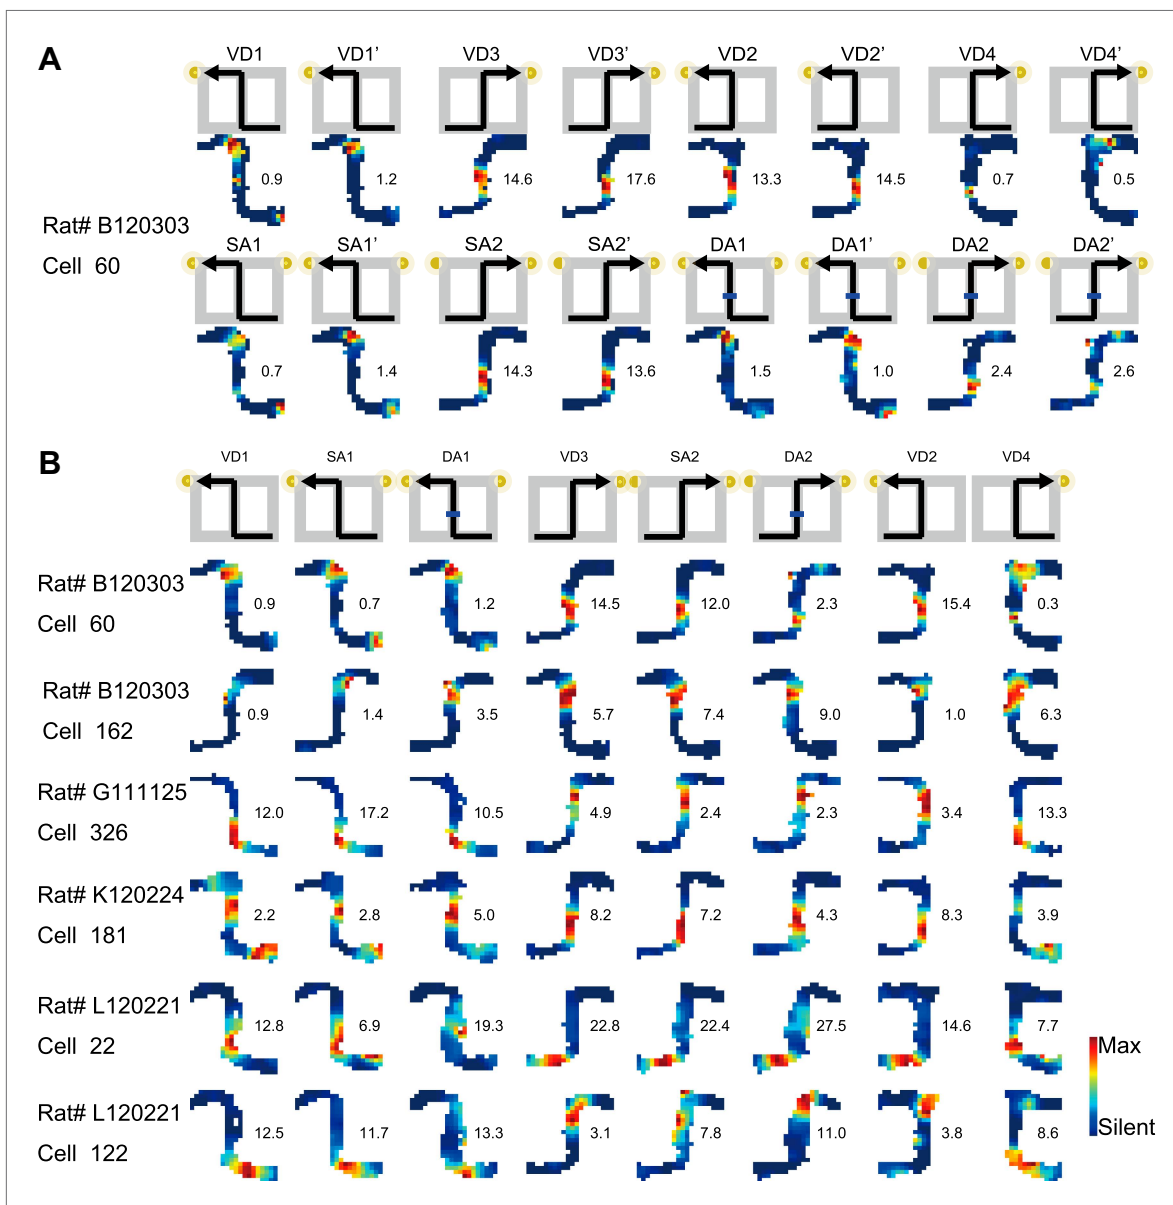 A
VD1 VD1’ VD3 VD3’ VD2 VD2’ VD4 VD4’
0.9 1.2 14.6 17.6 13.3 14.5 0.7 0.5
Rat# B120303
Cell 60
SA1 SA1’ SA2 SA2’ DA1 DA1’ DA2 DA2’
0.7 1.4 14.3 13.6 1.5 1.0 2.4 2.6
B
VD1 SA1 DA1 VD3 SA2 DA2 VD2 VD4
Rat# B120303
0.9 0.7 1.2 14.5 12.0 2.3 15.4 0.3
Cell 60
Rat# B120303
0.9 1.4 3.5 5.7 7.4 9.0 1.0 6.3
Cell 162
Rat# G111125
12.0 17.2 10.5 4.9 2.4 2.3 3.4 13.3
Cell 326
Rat# K120224
2.2 2.8 5.0 8.2 7.2 4.3 8.3 3.9
Cell 181
Rat# L120221
12.8 6.9 19.3 22.8 22.4 27.5 14.6 7.7
Cell 22
Max
Rat# L120221
Silent
12.5 11.7 13.3 3.1 7.8 11.0 3.8 8.6
Cell 122